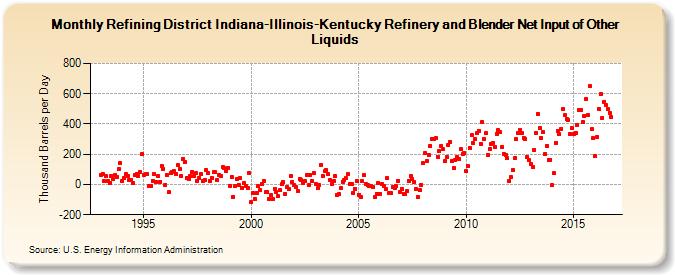 Monthly Refining District Indiana-Illinois-Kentucky Refinery and Blender Net Input of Other
Liquids
Thousand Barrels per Day
800
600
400
200
0
-200
1995
2000
2005
2010
2015
Source: U.S. Energy Information Administration